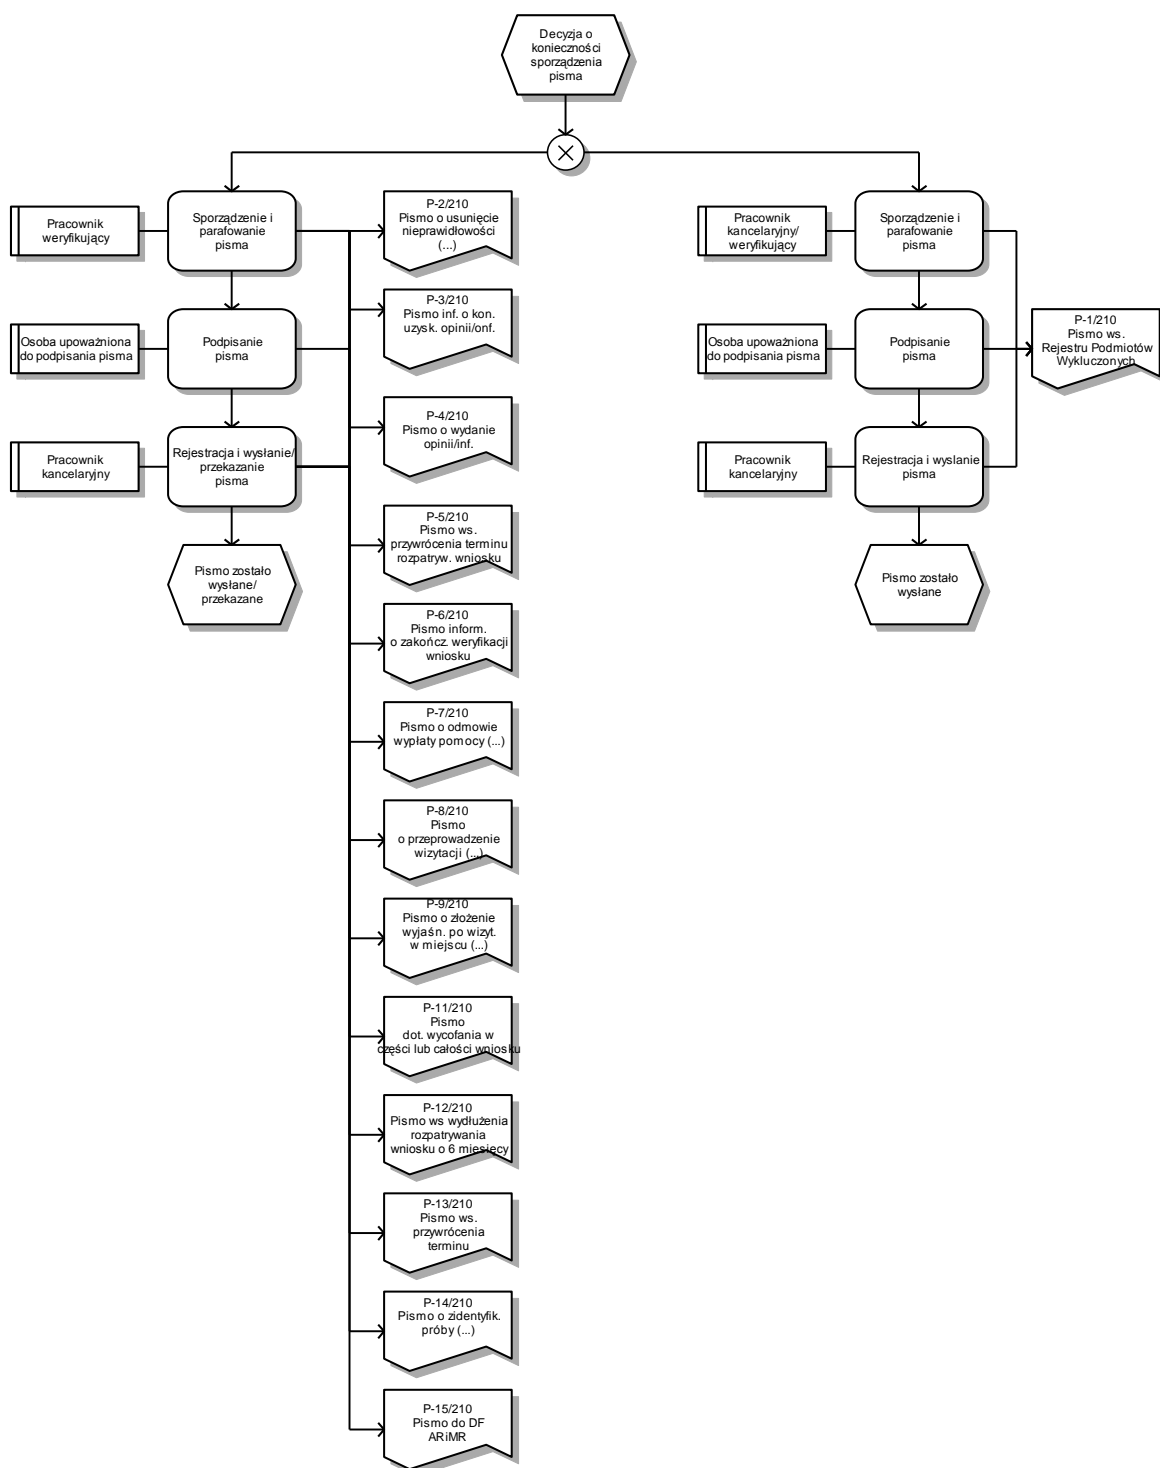 Decyzja o
konieczności
sporządzenia
pisma
Pracownik
weryfikujący
Sporządzenie i
parafowanie
pisma
Osoba upoważniona
do podpisania pisma
Podpisanie
pisma
Pracownik
kancelaryjny
Rejestracja i wysłanie/
przekazanie
pisma
Pismo zostało
wysłane/
przekazane
P-2/210
Pismo o usunięcie
nieprawidłowości
(...)
P-3/210
Pismo inf. o kon.
uzysk. opinii/onf.
P-4/210
Pismo o wydanie
opinii/inf.
P-5/210
Pismo ws.
przywrócenia terminu
rozpatryw. wniosku
P-6/210
Pismo inform.
o zakończ. weryfikacji
wniosku
P-7/210
Pismo o odmowie
wypłaty pomocy (...)
P-8/210
Pismo
o przeprowadzenie
wizytacji (...)
P-9/210
Pismo o złożenie
wyjaśn. po wizyt.
w miejscu (...)
P-11/210
Pismo
dot. wycofania w
części lub całości wniosku
P-12/210
Pismo ws wydłużenia
rozpatrywania
wniosku o 6 miesięcy
P-13/210
Pismo ws.
przywrócenia
terminu
P-14/210
Pismo o zidentyfik.
próby (...)
P-15/210
Pismo do DF
ARiMR
Pracownik
kancelaryjny/
weryfikujący
Sporządzenie i
parafowanie
pisma
Osoba upoważniona
do podpisania pisma
Podpisanie
pisma
Pracownik
kancelaryjny
Rejestracja i wyslanie
pisma
Pismo zostało
wysłane
P-1/210
Pismo ws.
Rejestru Podmiotów
Wykluczonych